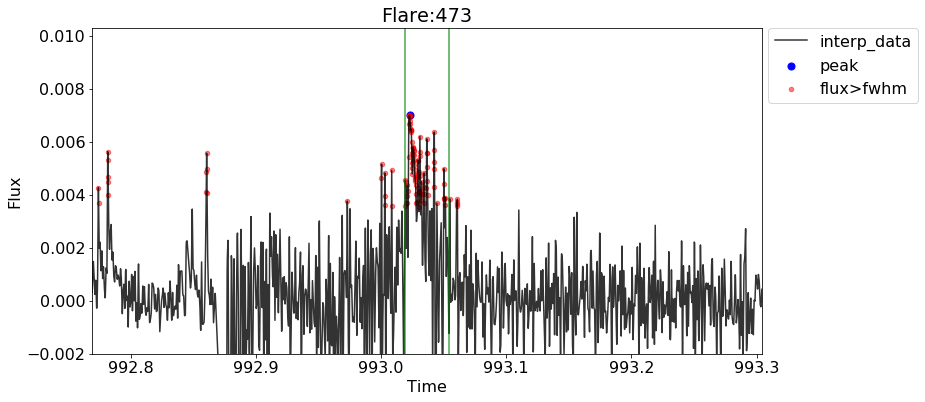 Flare:473
0.010
0.008
0.006
0.004
0.002
0.000
−0.002
Flux
992.8 992.9 993.0 993.1 993.2 993.3
Time
interp_data
peak
flux>fwhm